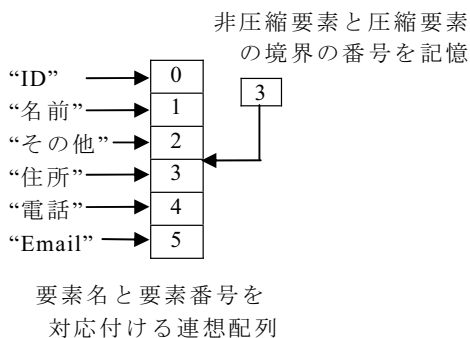 非圧縮要素と圧縮要素
の境界の番号を記憶
3
“ID” 0
“名前” 1
“その他” 2
“住所” 3
“電話” 4
“Email” 5
要素名と要素番号を
対応付ける連想配列